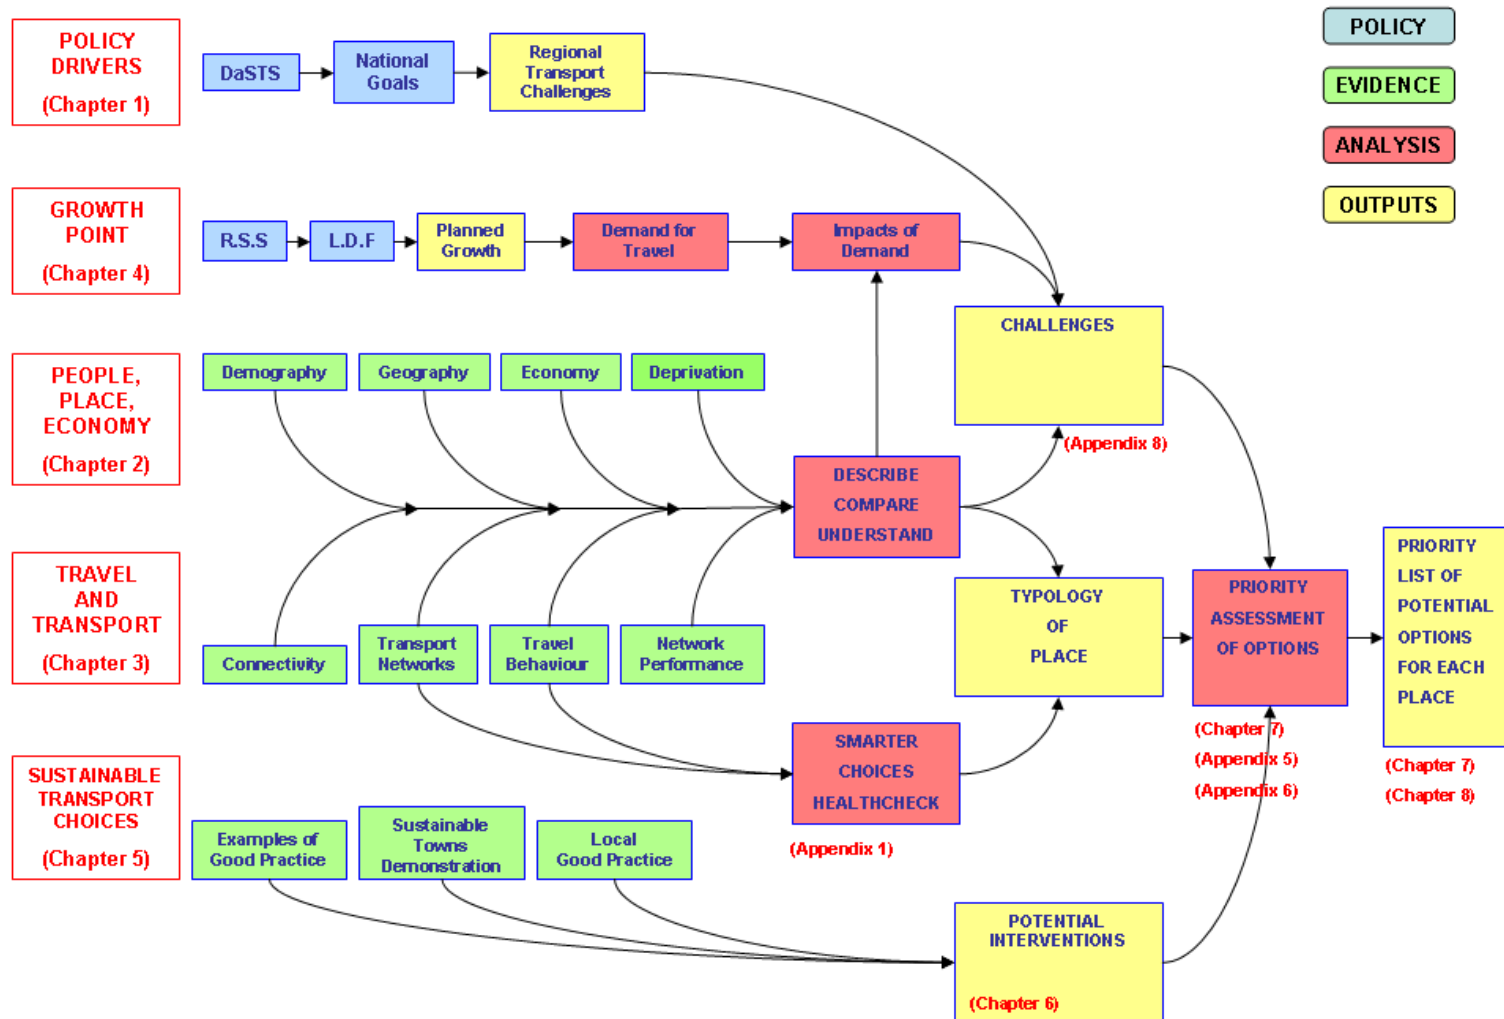 POLICY
DRIVERS
(Chapter 1)
DaSTS
National
Goals
Regional
Transport
Challenges
POLICY
EVIDENCE
ANALYSIS
OUTPUTS
GROWTH
POINT
(Chapter 4)
R.S.S
L.D.F
Planned
Growth
Demand for
Travel
Impacts of
Demand
CHALLENGES
(Appendix 8)
PEOPLE,
PLACE,
ECONOMY
(Chapter 2)
Demography
Geography
Economy
Deprivation
DESCRIBE
COMPARE
UNDERSTAND
TRAVEL
AND
TRANSPORT
(Chapter 3)
Connectivity
Transport
Networks
Travel
Behaviour
Network
Performance
TYPOLOGY
OF
PLACE
PRIORITY
ASSESSMENT
OF OPTIONS
(Chapter 7)
(Appendix 5)
(Appendix 6)
PRIORITY
LIST OF
POTENTIAL
OPTIONS
FOR EACH
PLACE
(Chapter 7)
(Chapter 8)
SMARTER
CHOICES
HEALTHCHECK
(Appendix 1)
SUSTAINABLE
TRANSPORT
CHOICES
(Chapter 5)
Examples of
Good Practice
Sustainable
Towns
Demonstration
Local
Good Practice
POTENTIAL
INTERVENTIONS
(Chapter 6)